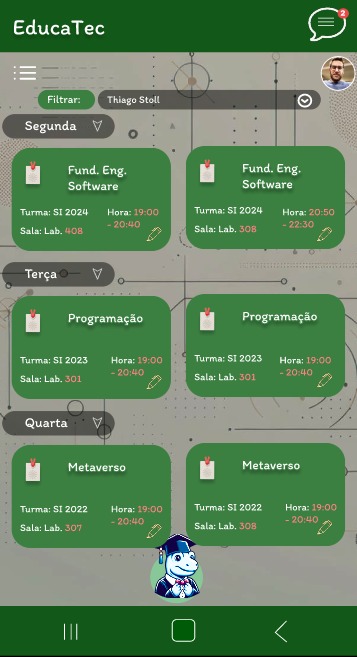 EducaTec
2
Filtrar: Thiago Stoll
Segunda
Fund. Eng.
Software
Turma: SI 2024
Hora: 19:00
- 20:40
Sala: Lab. 408
Fund. Eng.
Software
Turma: SI 2024
Hora: 20:50
- 22:30
Sala: Lab. 308
Terça
Programação
Turma: SI 2023
Hora: 19:00
- 20:40
Sala: Lab. 301
Programação
Turma: SI 2023
Hora: 19:00
- 20:40
Sala: Lab. 301
Quarta
Metaverso
Turma: SI 2022
Hora: 19:00
- 20:40
Sala: Lab. 307
Metaverso
Turma: SI 2022
Hora: 19:00
- 20:40
Sala: Lab. 308